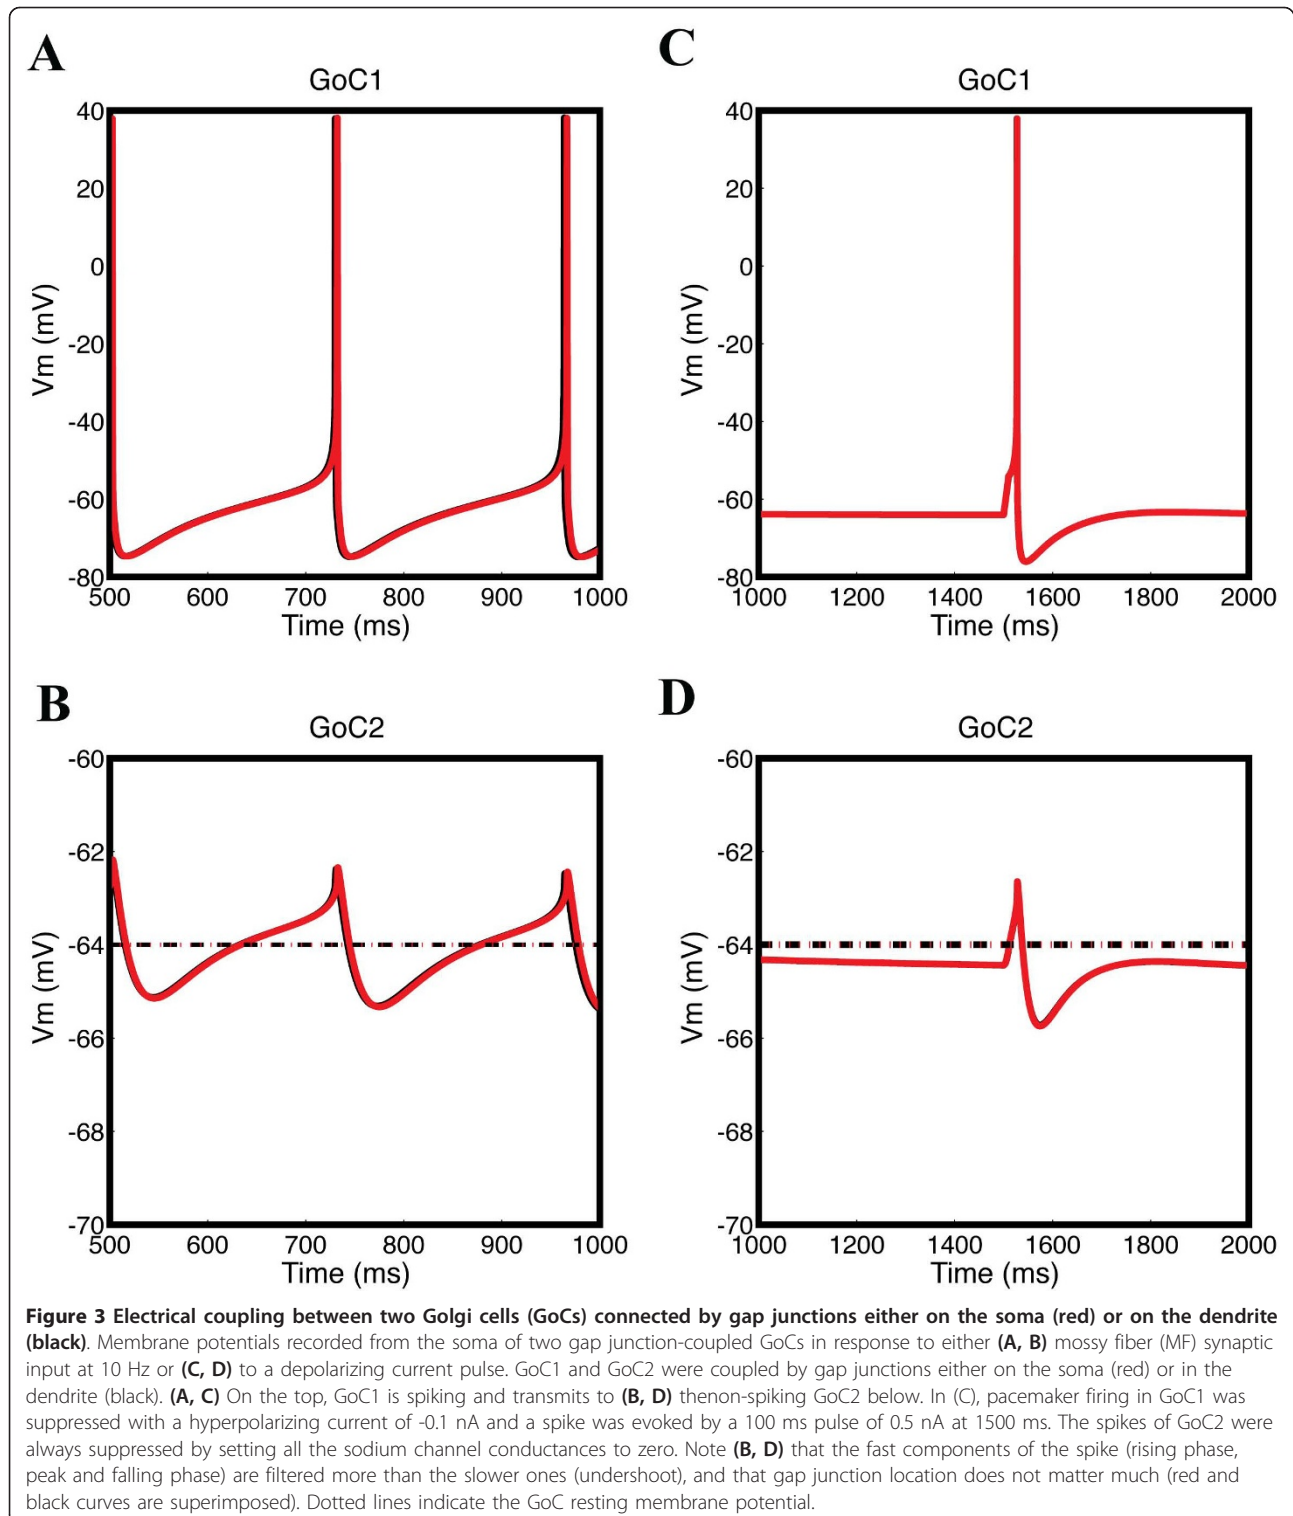 A
GoC1
40
20
0
-20
-40
-60
-80
Vm (mV)
500 600 700 800 900 1000
Time (ms)
C
GoC1
40
20
0
-20
-40
-60
-80
Vm (mV)
1000 1200 1400 1600 1800 2000
Time (ms)
B
GoC2
-60
-62
-64
-66
-68
-70
Vm (mV)
500 600 700 800 900 1000
Time (ms)
D
GoC2
-60
-62
-64
-66
-68
-70
Vm (mV)
1000 1200 1400 1600 1800 2000
Time (ms)
Figure 3 Electrical coupling between two Golgi cells (GoCs) connected by gap junctions either on the soma (red) or on the dendrite
(black). Membrane potentials recorded from the soma of two gap junction-coupled GoCs in response to either (A, B) mossy fiber (MF) synaptic
input at 10 Hz or (C, D) to a depolarizing current pulse. GoC1 and GoC2 were coupled by gap junctions either on the soma (red) or in the
dendrite (black). (A, C) On the top, GoC1 is spiking and transmits to (B, D) thenon-spiking GoC2 below. In (C), pacemaker firing in GoC1 was
suppressed with a hyperpolarizing current of -0.1 nA and a spike was evoked by a 100 ms pulse of 0.5 nA at 1500 ms. The spikes of GoC2 were
always suppressed by setting all the sodium channel conductances to zero. Note (B, D) that the fast components of the spike (rising phase,
peak and falling phase) are filtered more than the slower ones (undershoot), and that gap junction location does not matter much (red and
black curves are superimposed). Dotted lines indicate the GoC resting membrane potential.